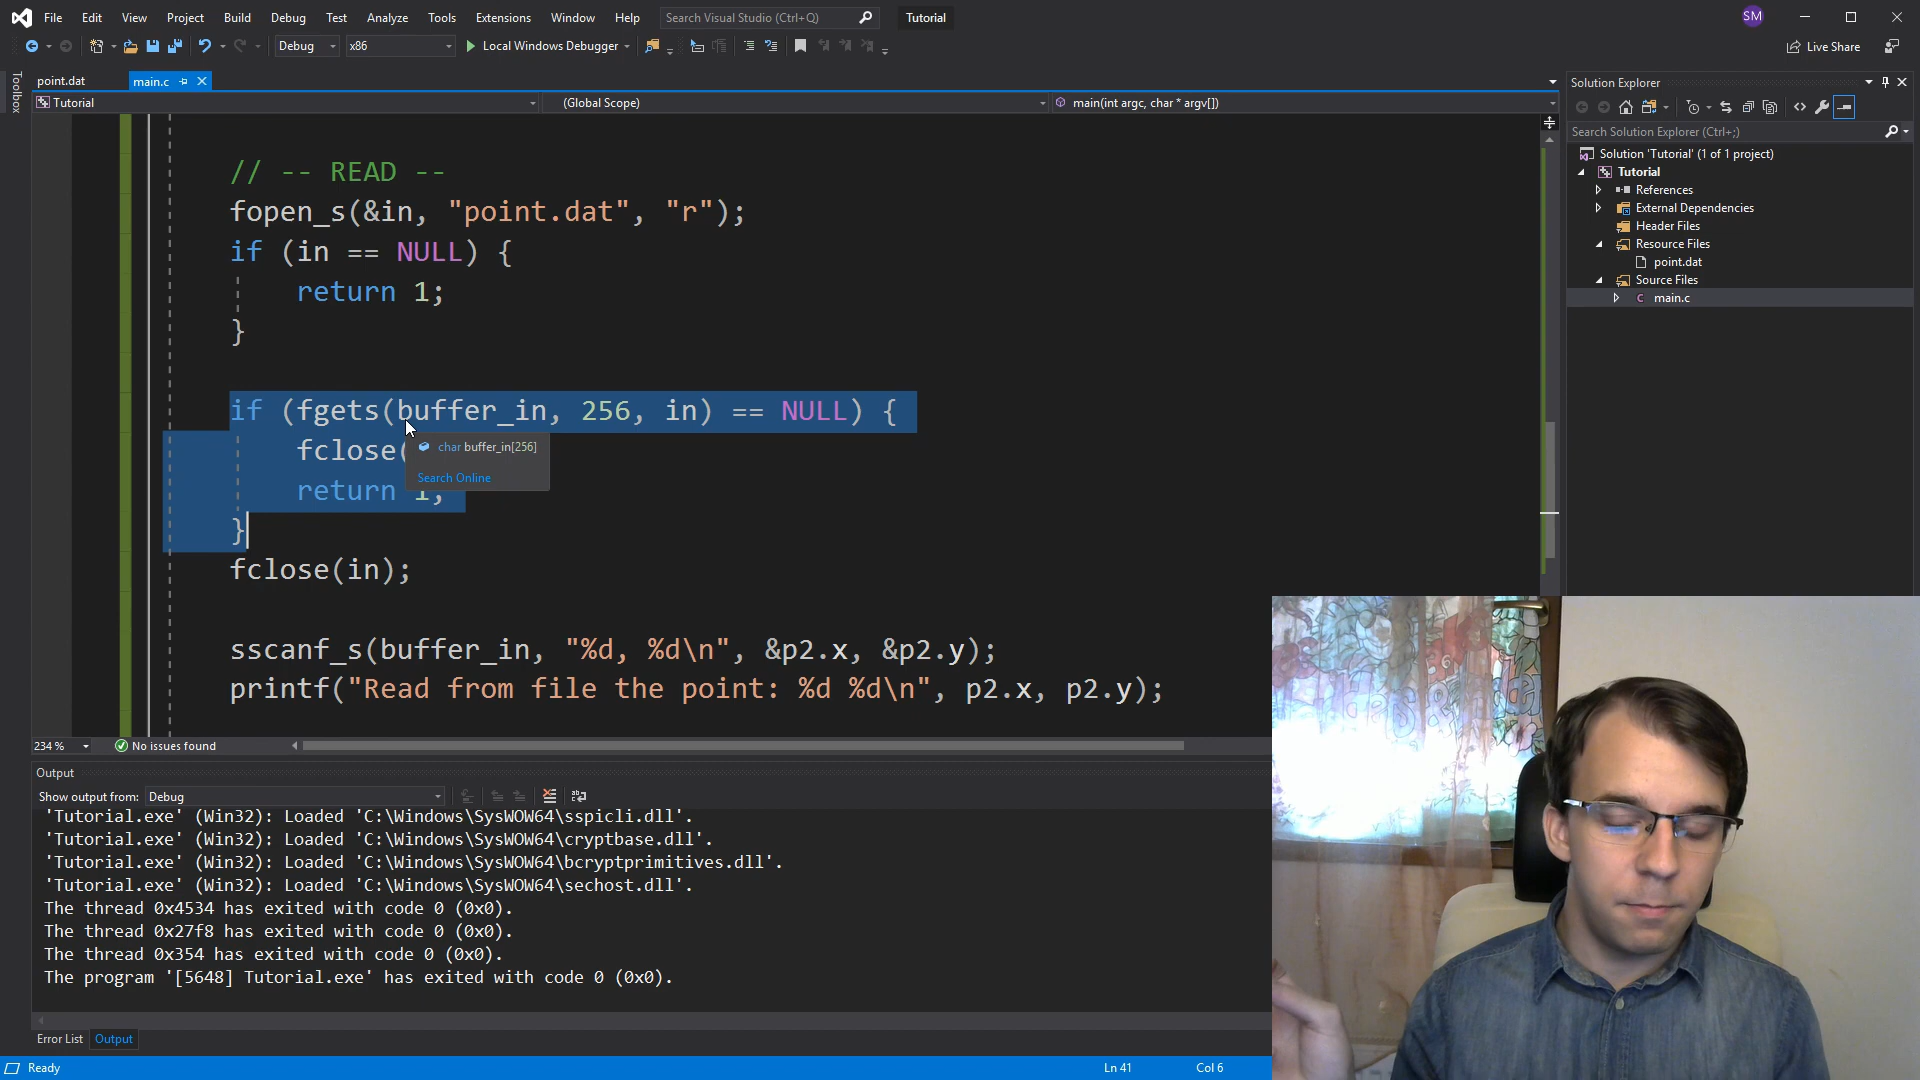 File Edit View Project Build Debug Test Analyze Tools Extensions Window Help Search Visual Studio (Ctrl+Q) Tutorial SM
Debug x86 Local Windows Debugger Live Share
Toolbox
point.dat main.c
Tutorial (Global Scope) main(int argc, char * argv[])
// -- READ --
fopen_s(&in, "point.dat", "r");
if (in == NULL) {
return 1;
}
if (fgets(buffer_in, 256, in) == NULL) {
fclose(
char buffer_in[256]
Search Online
return 1;
}
fclose(in);
sscanf_s(buffer_in, "%d, %d\n", &p2.x, &p2.y);
printf("Read from file the point: %d %d\n", p2.x, p2.y);
234 % No issues found
Solution Explorer
Search Solution Explorer (Ctrl+;)
Solution 'Tutorial' (1 of 1 project)
Tutorial
References
External Dependencies
Header Files
Resource Files
point.dat
Source Files
main.c
Output
Show output from: Debug
'Tutorial.exe' (Win32): Loaded 'C:\Windows\SysWOW64\sspicli.dll'.
'Tutorial.exe' (Win32): Loaded 'C:\Windows\SysWOW64\cryptbase.dll'.
'Tutorial.exe' (Win32): Loaded 'C:\Windows\SysWOW64\bcryptprimitives.dll'.
'Tutorial.exe' (Win32): Loaded 'C:\Windows\SysWOW64\sechost.dll'.
The thread 0x4534 has exited with code 0 (0x0).
The thread 0x27f8 has exited with code 0 (0x0).
The thread 0x354 has exited with code 0 (0x0).
The program '[5648] Tutorial.exe' has exited with code 0 (0x0).
Error List Output
Ready Ln 41 Col 6